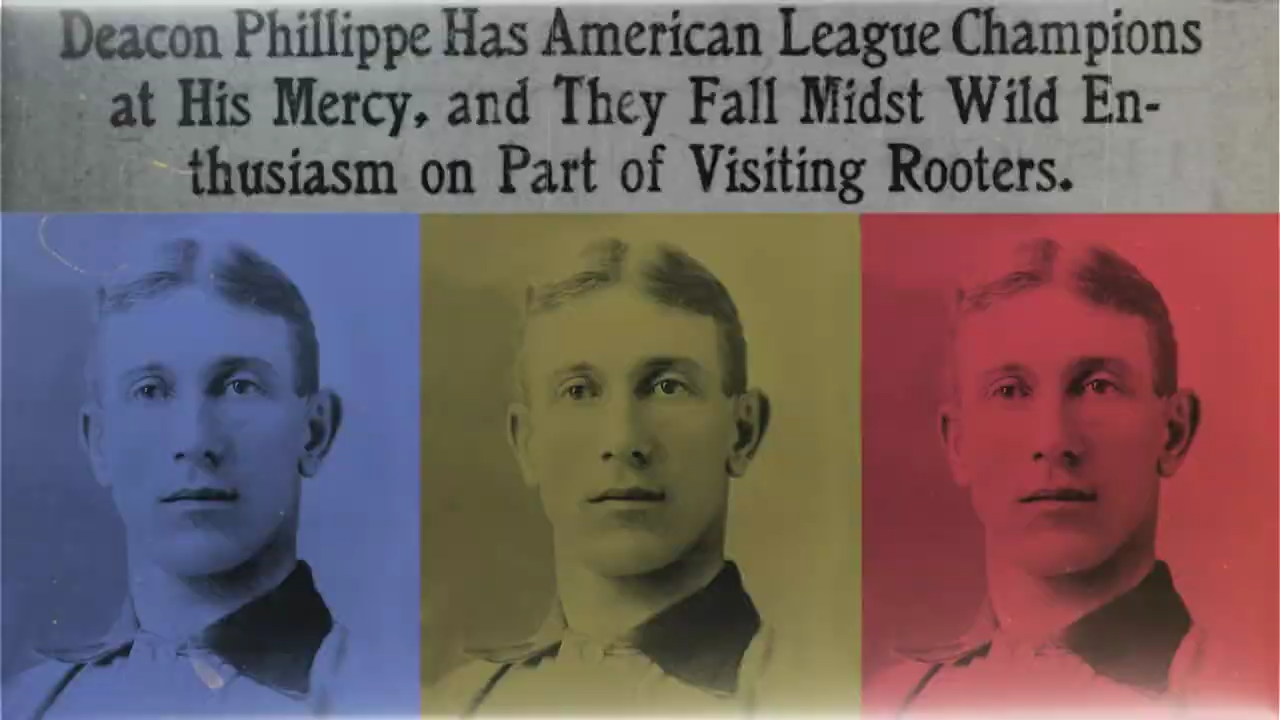 Deacon Phillippe Has American League Champions
at His Mercy, and They Fall Midst Wild En-
thusiasm on Part of Visiting Rooters.